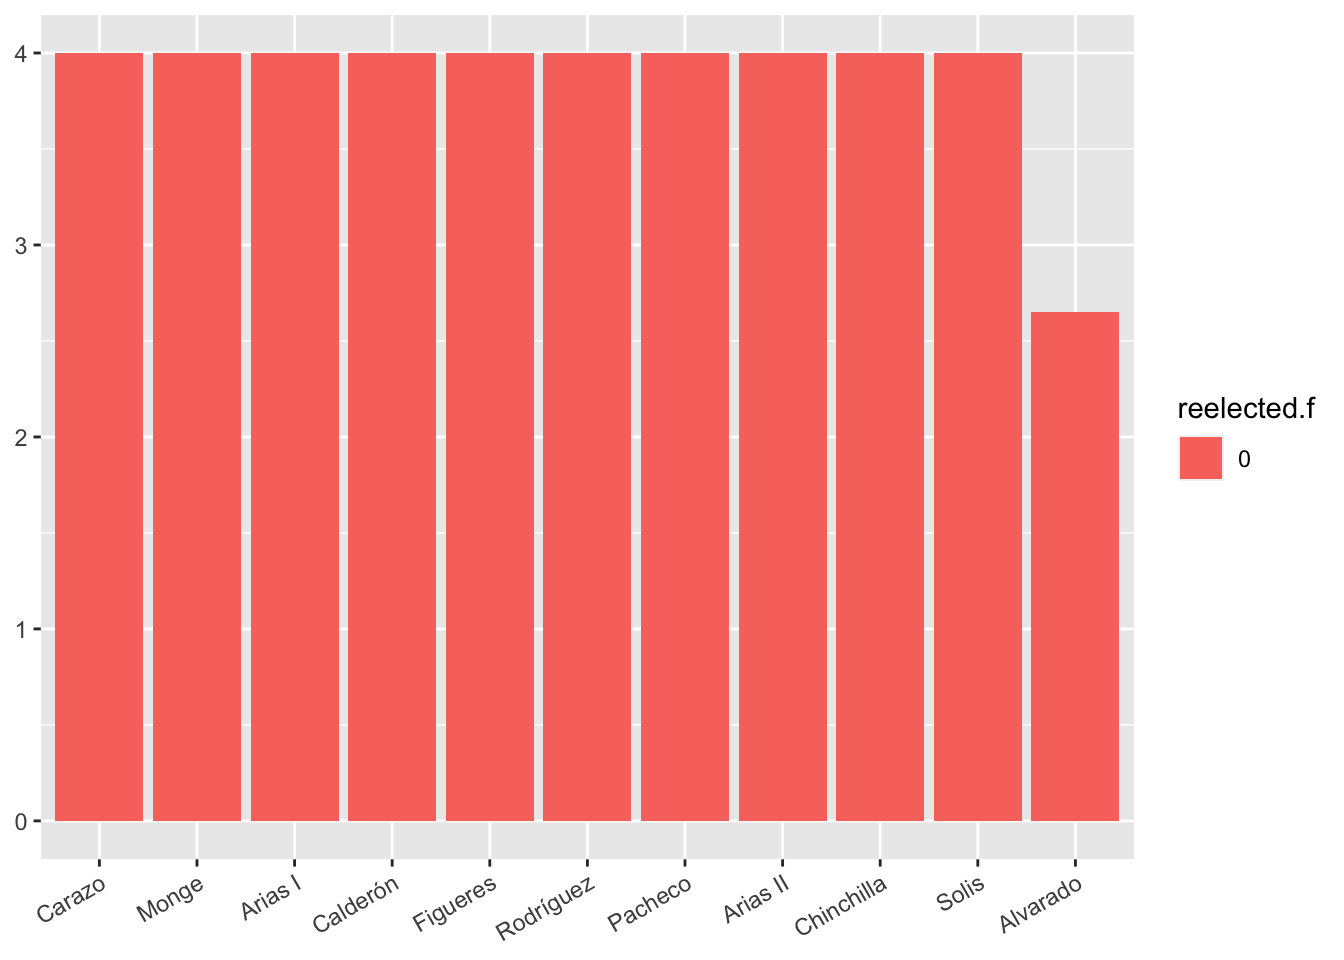 4
3
2
1
0
Carazo
Monge
Arias I
Calderón
Figueres
Rodríguez
Pacheco
Arias II
Chinchilla
Solis
Alvarado
reelected.f
0